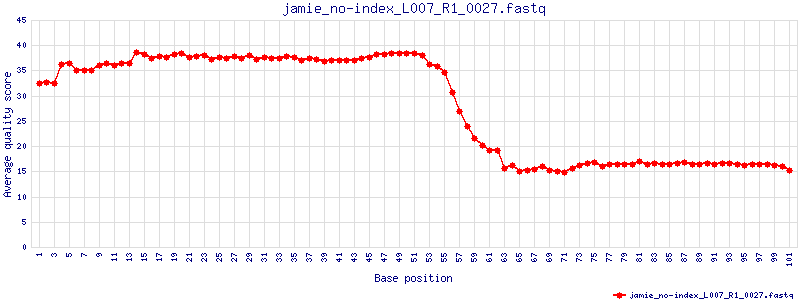 jamie_no-index_L007_R1_0027.fastq
Average quality score
45
40
35
30
25
20
15
10
5
0
1 3 5 7 9 11 13 15 17 19 21 23 25 27 29 31 33 35 37 39 41 43 45 47 49 51 53 55 57 59 61 63 65 67 69 71 73 75 77 79 81 83 85 87 89 91 93 95 97 99 101
Base position
jamie_no-index_L007_R1_0027.fastq